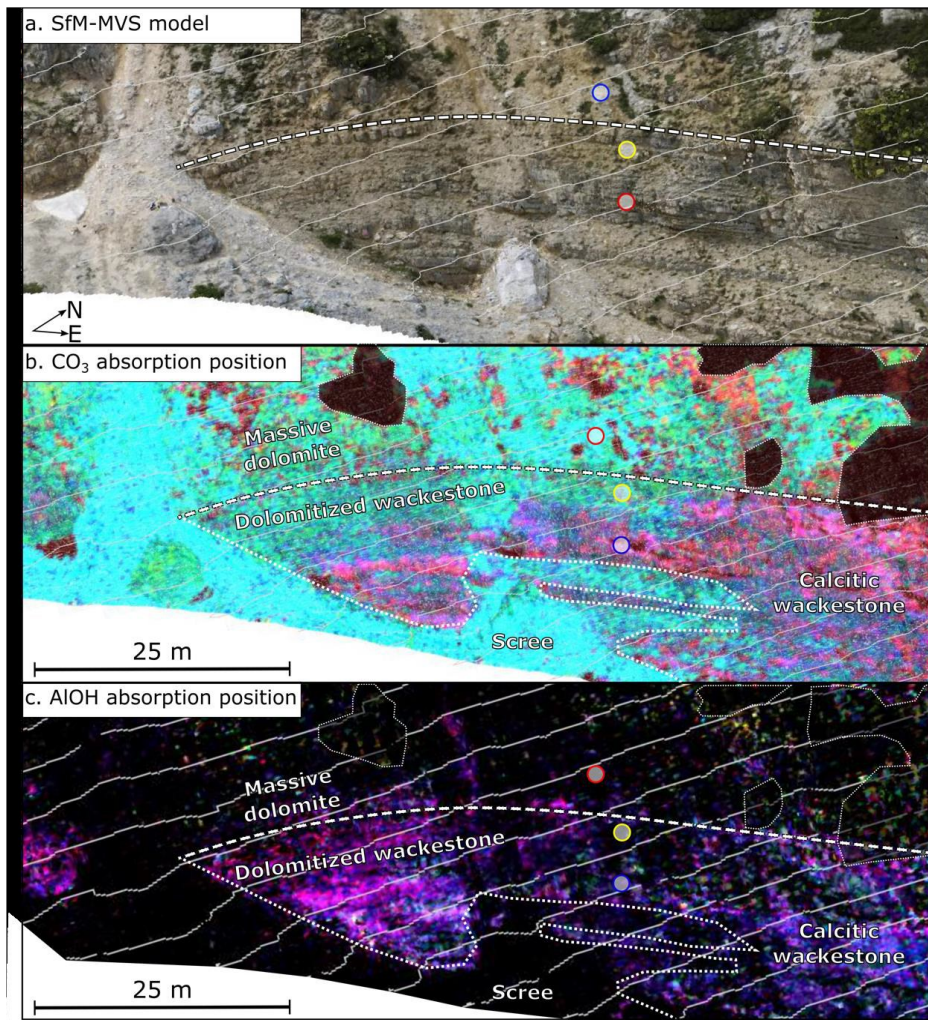 a. SfM-MVS model
N
E
b. CO₃ absorption position
Massive
dolomite
Dolomitized wackestone
Calcitic
wackestone
Scree
25 m
c. AlOH absorption position
Massive
dolomite
Dolomitized wackestone
Calcitic
wackestone
Scree
25 m